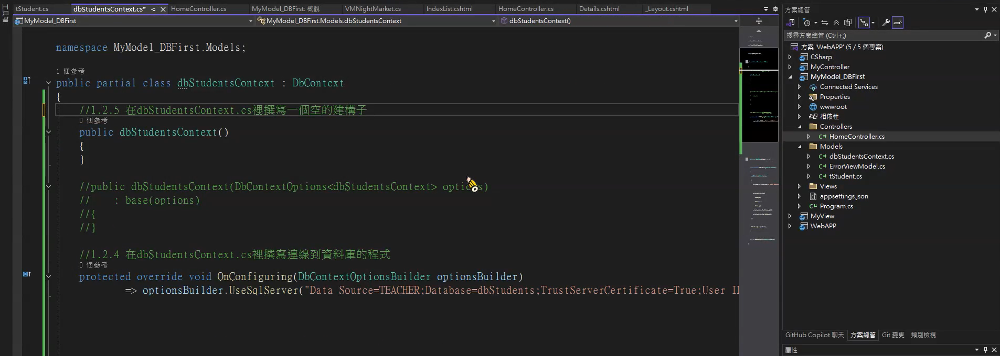 工具箱
tStudent.cs
dbStudentsContext.cs*
HomeController.cs
MyModel_DBFirst: 概觀
VMNightMarket.cs
IndexList.cshtml
HomeController.cs
Details.cshtml
_Layout.cshtml
MyModel_DBFirst
MyModel_DBFirst.Models.dbStudentsContext
dbStudentsContext()
namespace MyModel_DBFirst.Models;
1 個參考
public partial class dbStudentsContext : DbContext
{
//1.2.5 在dbStudentsContext.cs裡撰寫一個空的建構子
0 個參考
public dbStudentsContext()
{
}
//public dbStudentsContext(DbContextOptions<dbStudentsContext> options)
//    : base(options)
//{
//}
//1.2.4 在dbStudentsContext.cs裡撰寫連線到資料庫的程式
0 個參考
protected override void OnConfiguring(DbContextOptionsBuilder optionsBuilder)
=> optionsBuilder.UseSqlServer("Data Source=TEACHER;Database=dbStudents;TrustServerCertificate=True;User ID
方案總管
搜尋方案總管 (Ctrl+;)
方案 'WebAPP' (5 / 5 個專案)
CSharp
MyController
MyModel_DBFirst
Connected Services
Properties
wwwroot
相依性
Controllers
C# HomeController.cs
Models
C# dbStudentsContext.cs
C# ErrorViewModel.cs
C# tStudent.cs
Views
appsettings.json
C# Program.cs
MyView
WebAPP
GitHub Copilot 聊天
方案總管
Git 變更
類別檢視
屬性